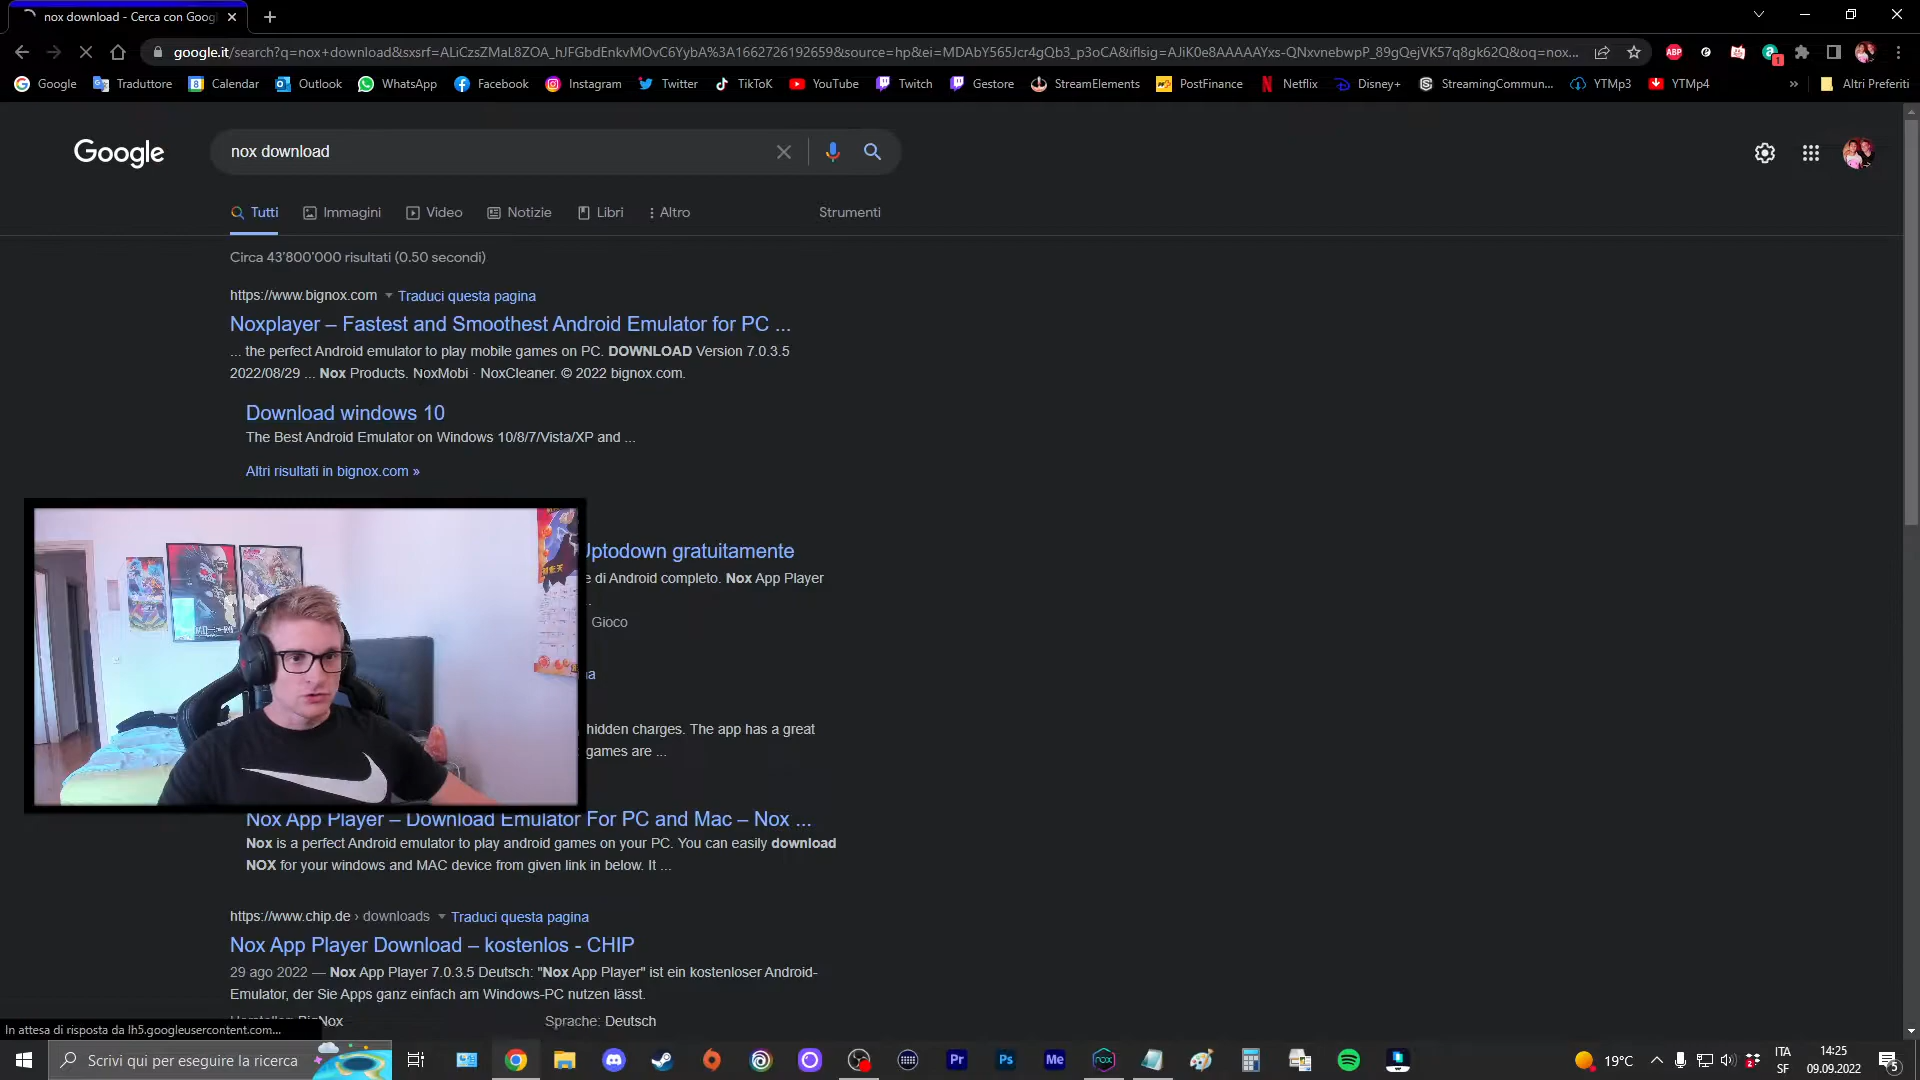 nox download - Cerca con Goog
google.it/search?q=nox+download&sxsrf=ALiCzsZMaL8ZOA_hJFGbdEnkvMOvC6YybA%3A1662726192659&source=hp&ei=MDAbY565Jcr4gQb3_p3oCA&iflsig=AJiK0e8AAAAAYxs-QNxvnebwpP_89gQejVK57q8gk62Q&oq=nox...
ABP
1
Google Traduttore Calendar Outlook WhatsApp Facebook Instagram Twitter TikToK YouTube Twitch Gestore StreamElements PostFinance Netflix Disney+ StreamingCommun... YTMp3 YTMp4 » Altri Preferiti
Google
nox download
Tutti Immagini Video Notizie Libri Altro Strumenti
Circa 43'800'000 risultati (0.50 secondi)
https://www.bignox.com Traduci questa pagina
Noxplayer – Fastest and Smoothest Android Emulator for PC ...
... the perfect Android emulator to play mobile games on PC. DOWNLOAD Version 7.0.3.5
2022/08/29 ... Nox Products. NoxMobi · NoxCleaner. © 2022 bignox.com.
Download windows 10
The Best Android Emulator on Windows 10/8/7/Vista/XP and ...
Altri risultati in bignox.com »
Uptodown gratuitamente
e di Android completo. Nox App Player
Gioco
na
hidden charges. The app has a great
games are ...
Nox App Player – Download Emulator For PC and Mac – Nox ...
Nox is a perfect Android emulator to play android games on your PC. You can easily download
NOX for your windows and MAC device from given link in below. It ...
https://www.chip.de › downloads Traduci questa pagina
Nox App Player Download – kostenlos - CHIP
29 ago 2022 — Nox App Player 7.0.3.5 Deutsch: "Nox App Player" ist ein kostenloser Android-
Emulator, der Sie Apps ganz einfach am Windows-PC nutzen lässt.
Hersteller: BigNox Sprache: Deutsch
In attesa di risposta da lh5.googleusercontent.com...
Scrivi qui per eseguire la ricerca
Pr Ps Me nox
19°C
ITA
SF
14:25
09.09.2022
5